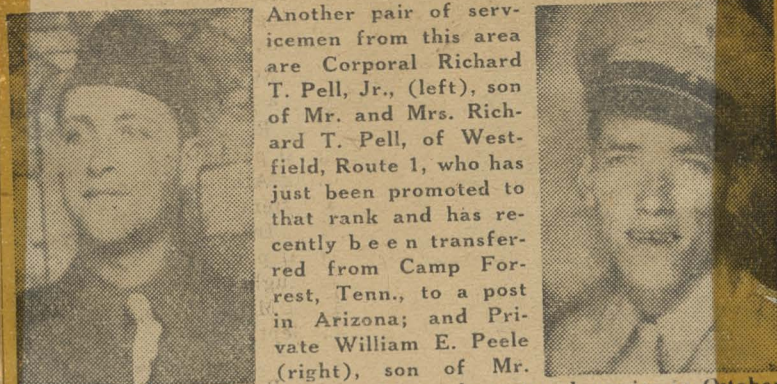 Another pair of serv-
icemen from this area
are Corporal Richard
T. Pell, Jr., (left), son
of Mr. and Mrs. Rich-
ard T. Pell, of West-
field, Route 1, who has
just been promoted to
that rank and has re-
cently been transfer-
red from Camp For-
rest, Tenn., to a post
in Arizona; and Pri-
vate William E. Peele
(right), son of Mr.